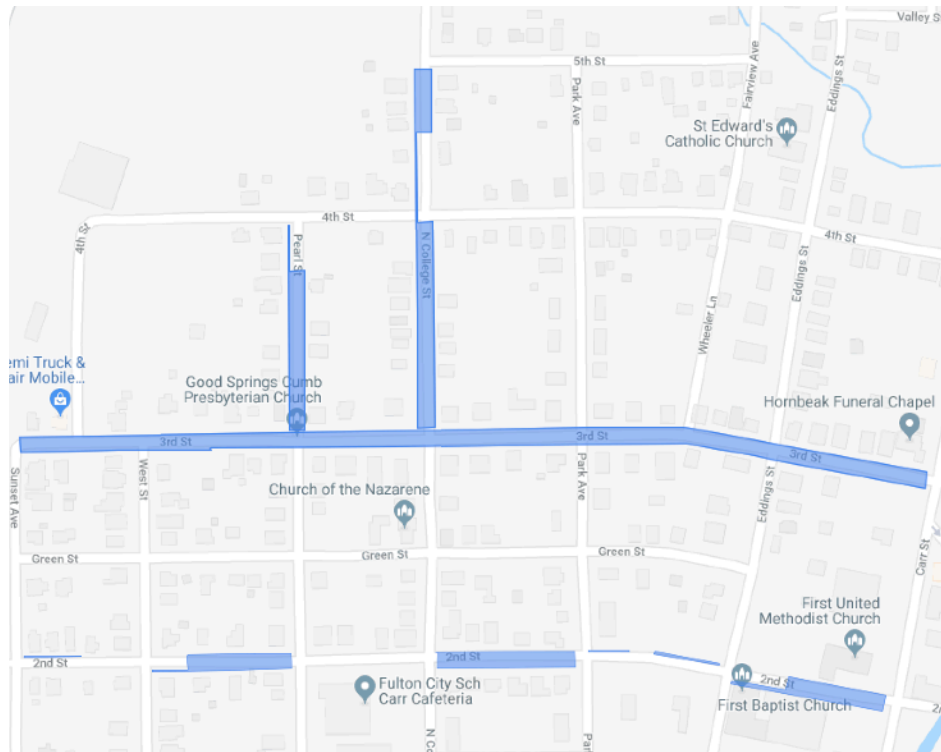 Valley S
5th St
Fairview Ave
Eddings St
Park Ave
St Edward's
Catholic Church
4th St
4th St
Pearl St
N College St
4th St
Eddings St
Wheeler Ln
emi Truck &
air Mobile...
Good Springs Cumb
Presbyterian Church
Hornbeak Funeral Chapel
3rd St
3rd St
3rd St
Sunset Ave
West St
Park Ave
Eddings St
Church of the Nazarene
Green St
Green St
Green St
Carr St
First United
Methodist Church
2nd St
2nd St
2nd St
2
Fulton City Sch
Carr Cafeteria
First Baptist Church
N Co
Par